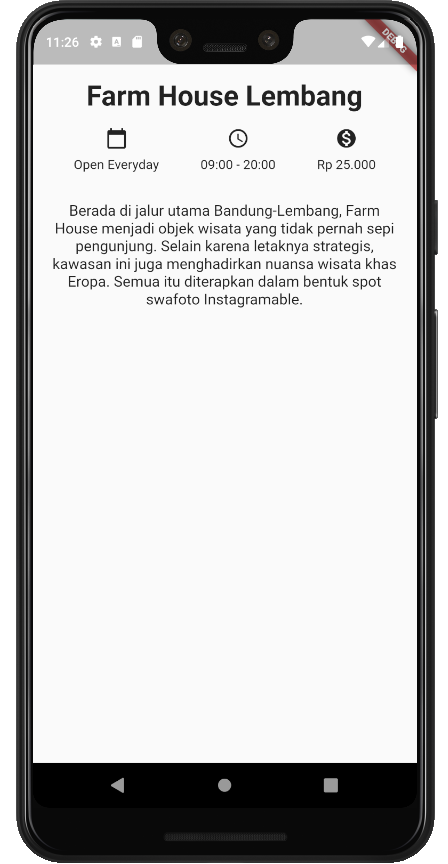 11:26
DEBUG
Farm House Lembang
Open Everyday
09:00 - 20:00
Rp 25.000
Berada di jalur utama Bandung-Lembang, Farm
House menjadi objek wisata yang tidak pernah sepi
pengunjung. Selain karena letaknya strategis,
kawasan ini juga menghadirkan nuansa wisata khas
Eropa. Semua itu diterapkan dalam bentuk spot
swafoto Instagramable.